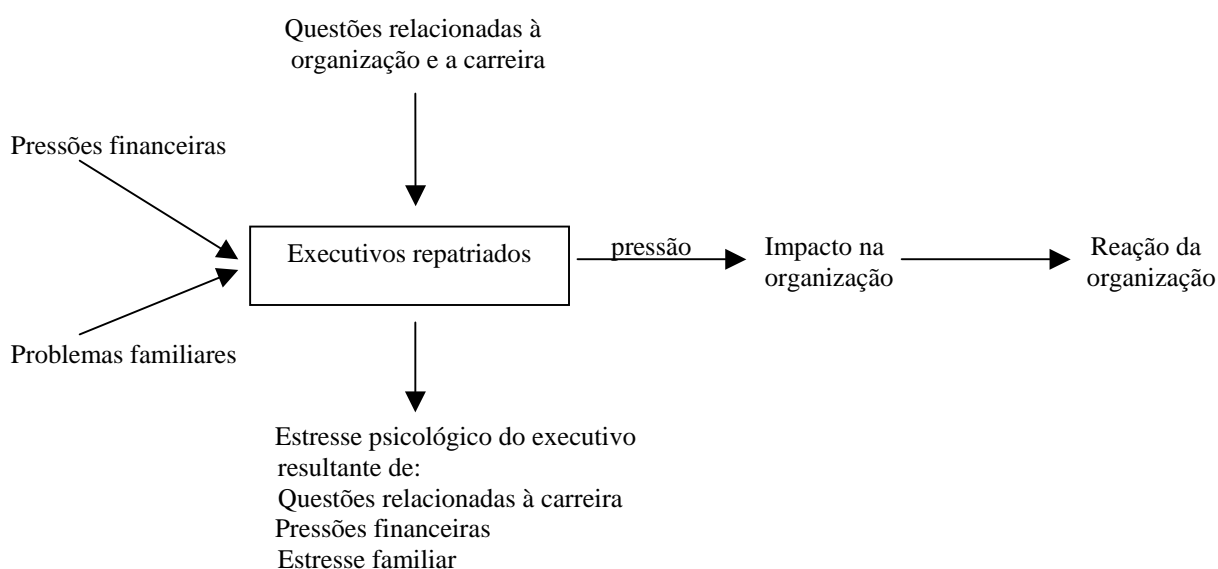 Questões relacionadas à
organização e a carreira
Pressões financeiras
Executivos repatriados
pressão
Impacto na
organização
Reação da
organização
Problemas familiares
Estresse psicológico do executivo
resultante de:
Questões relacionadas à carreira
Pressões financeiras
Estresse familiar